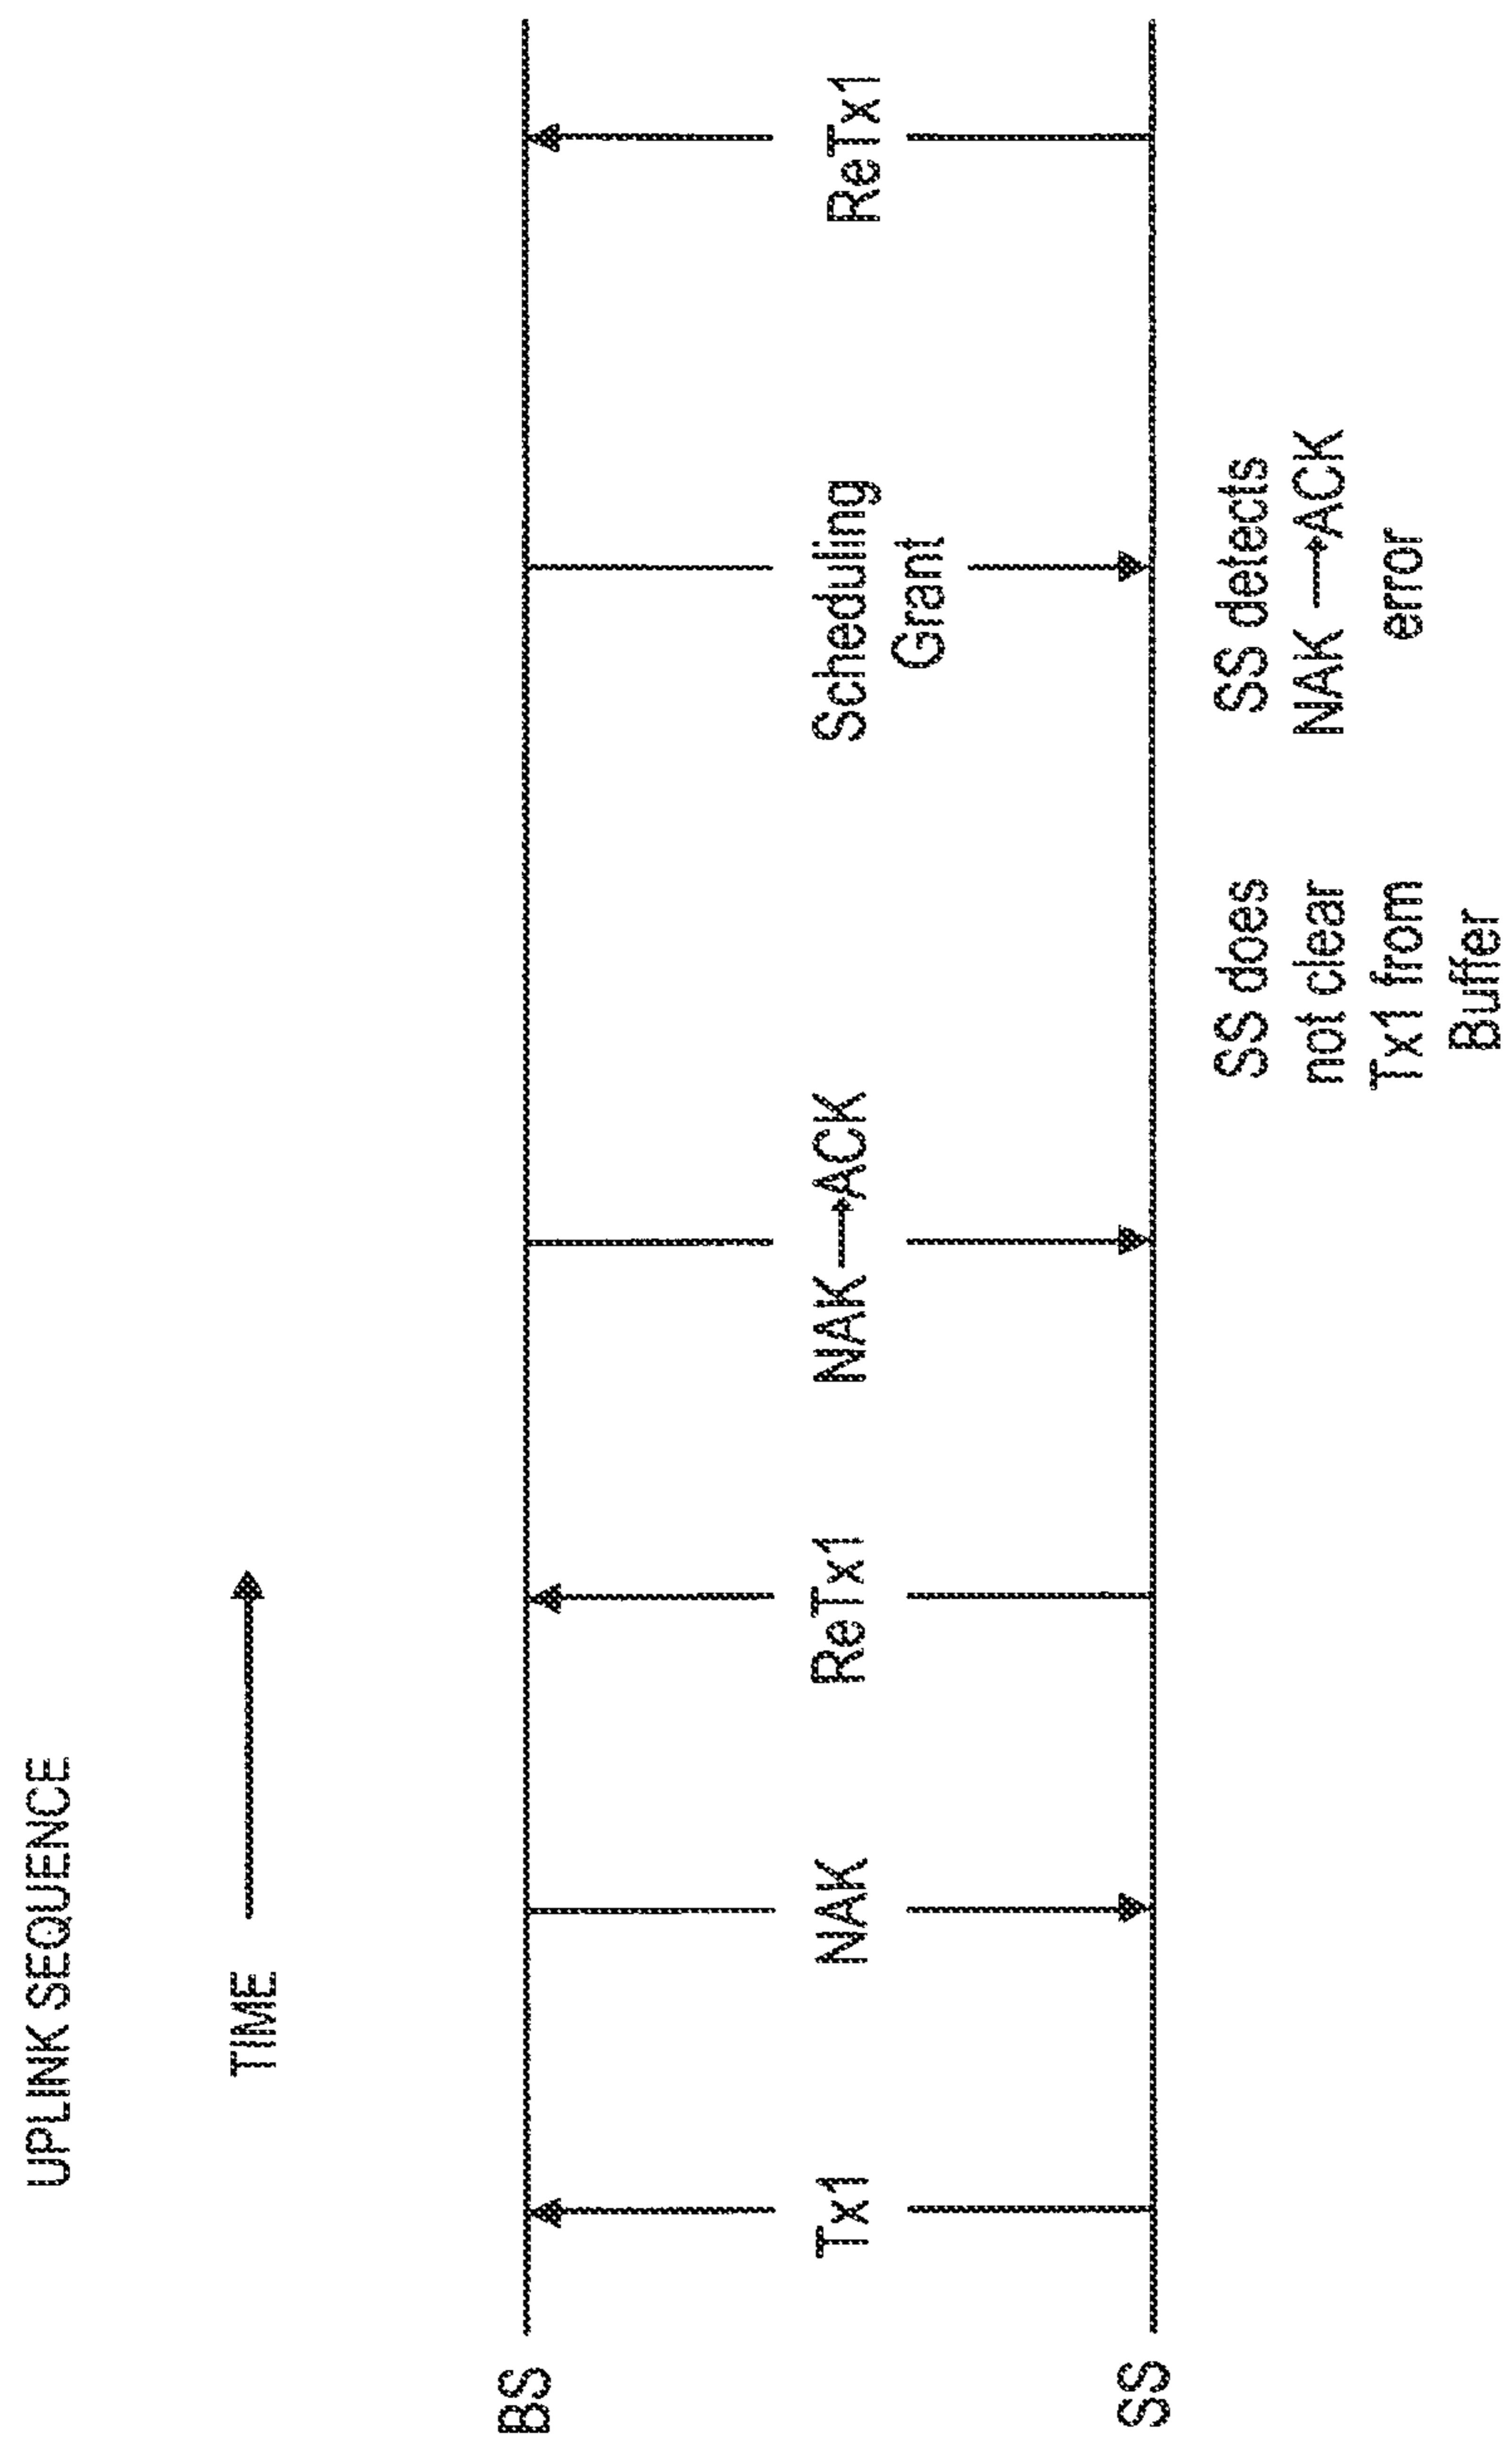 UPLINK SEQUENCE
TIME
BS
SS
Tx1
NAK
ReTx1
NAK→ACK
Scheduling
Grant
ReTx1
SS does
not clear
Tx1 from
Buffer
SS detects
NAK→ACK
error